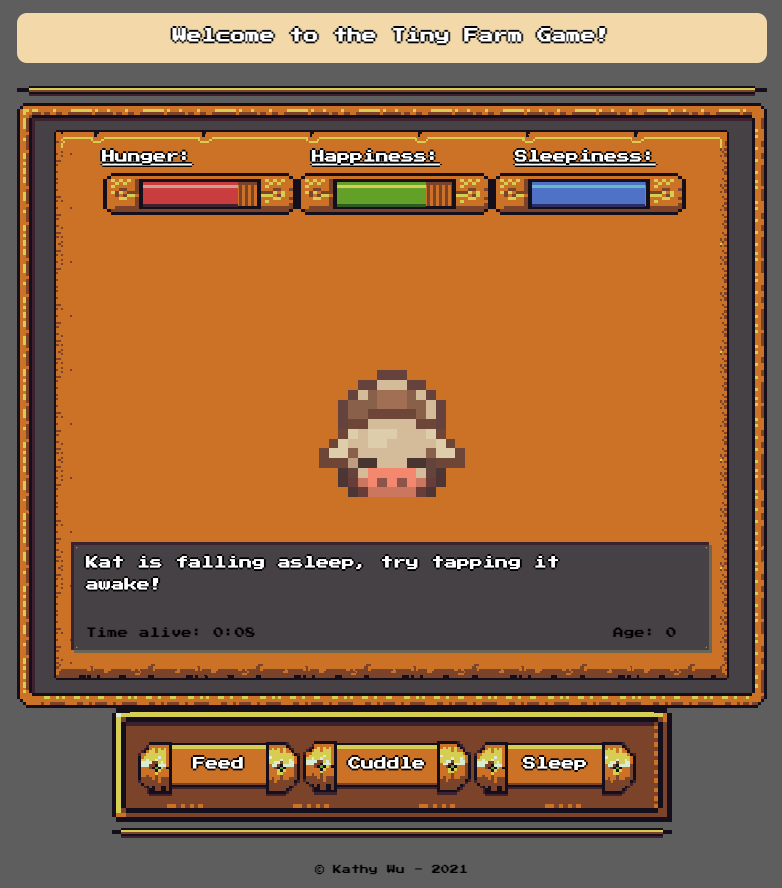 Welcome to the Tiny Farm Game!
Hunger: Happiness: Sleepiness:
Kat is falling asleep, try tapping it
awake!
Time alive: 0:08 Age: 0
Feed Cuddle Sleep
© Kathy Wu - 2021